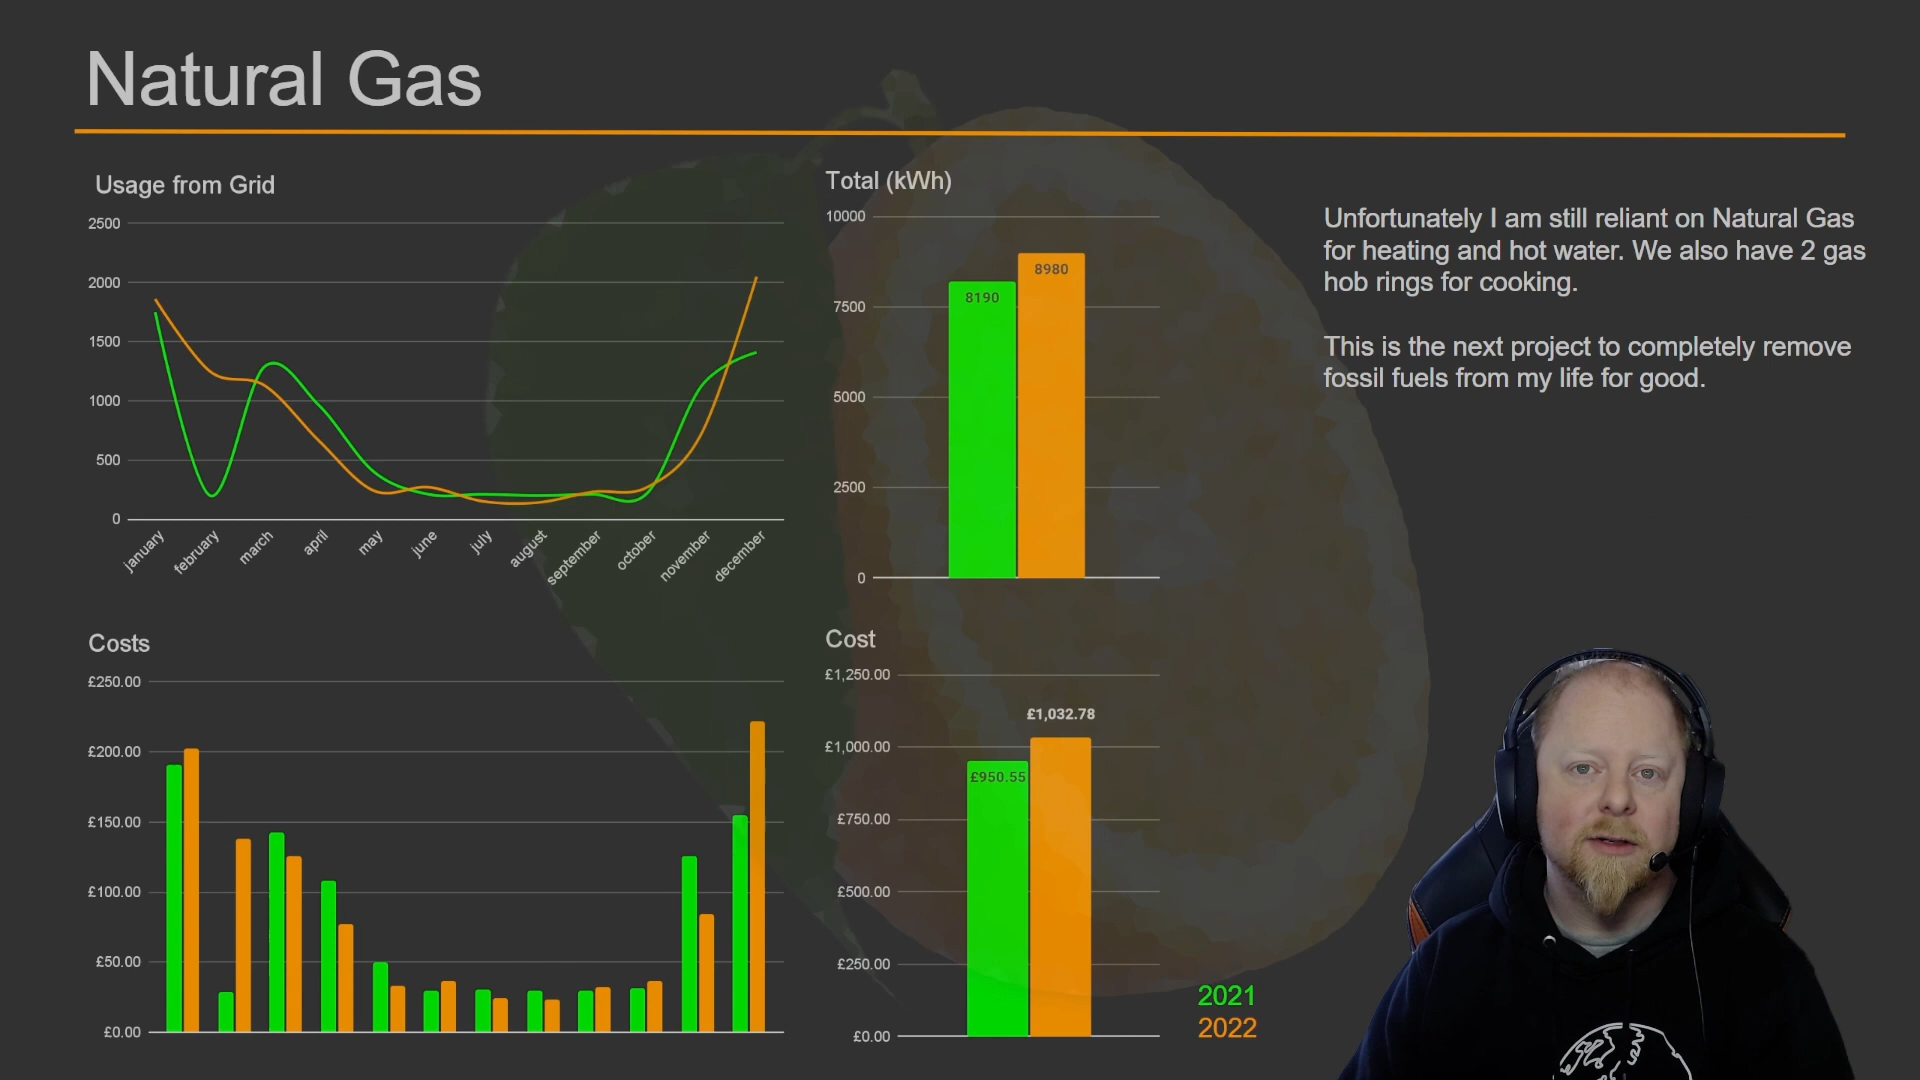 Natural Gas
Usage from Grid
2500
2000
1500
1000
500
0
january
february
march
april
may
june
july
august
september
october
november
december
Total (kWh)
10000
7500
5000
2500
0
8190
8980
Unfortunately I am still reliant on Natural Gas
for heating and hot water. We also have 2 gas
hob rings for cooking.
This is the next project to completely remove
fossil fuels from my life for good.
Costs
£250.00
£200.00
£150.00
£100.00
£50.00
£0.00
Cost
£1,250.00
£1,000.00
£750.00
£500.00
£250.00
£0.00
£950.55
£1,032.78
2021
2022